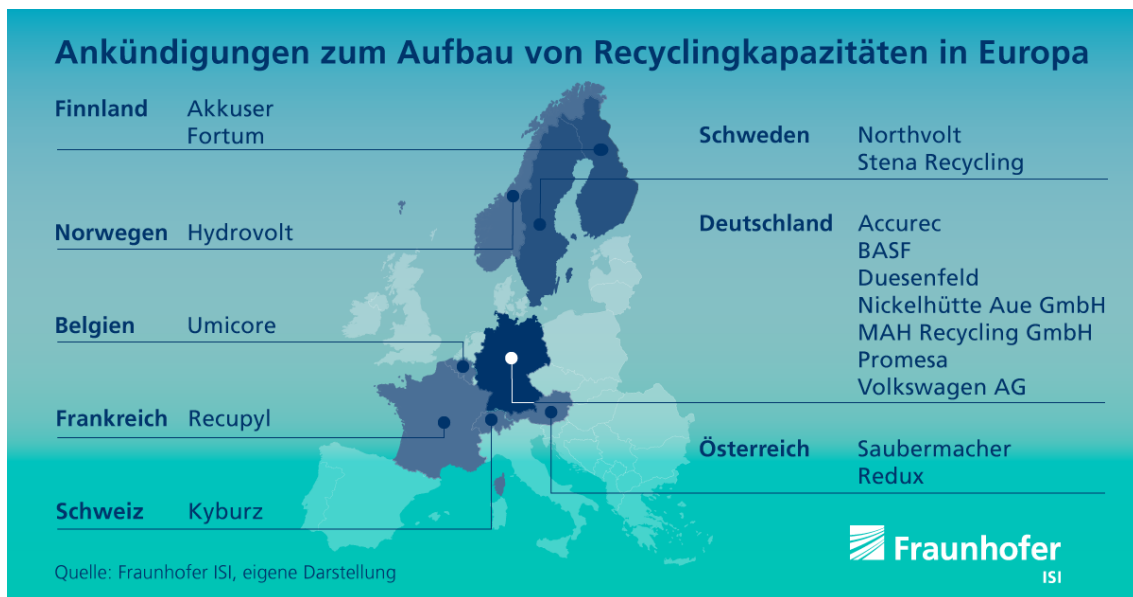 Ankündigungen zum Aufbau von Recyclingkapazitäten in Europa
Finnland Akkuser
Fortum
Norwegen Hydrovolt
Belgien Umicore
Frankreich Recupyl
Schweiz Kyburz
Schweden Northvolt
Stena Recycling
Deutschland Accurec
BASF
Duesenfeld
Nickelhütte Aue GmbH
MAH Recycling GmbH
Promesa
Volkswagen AG
Österreich Saubermacher
Redux
Quelle: Fraunhofer ISI, eigene Darstellung
Fraunhofer
ISI